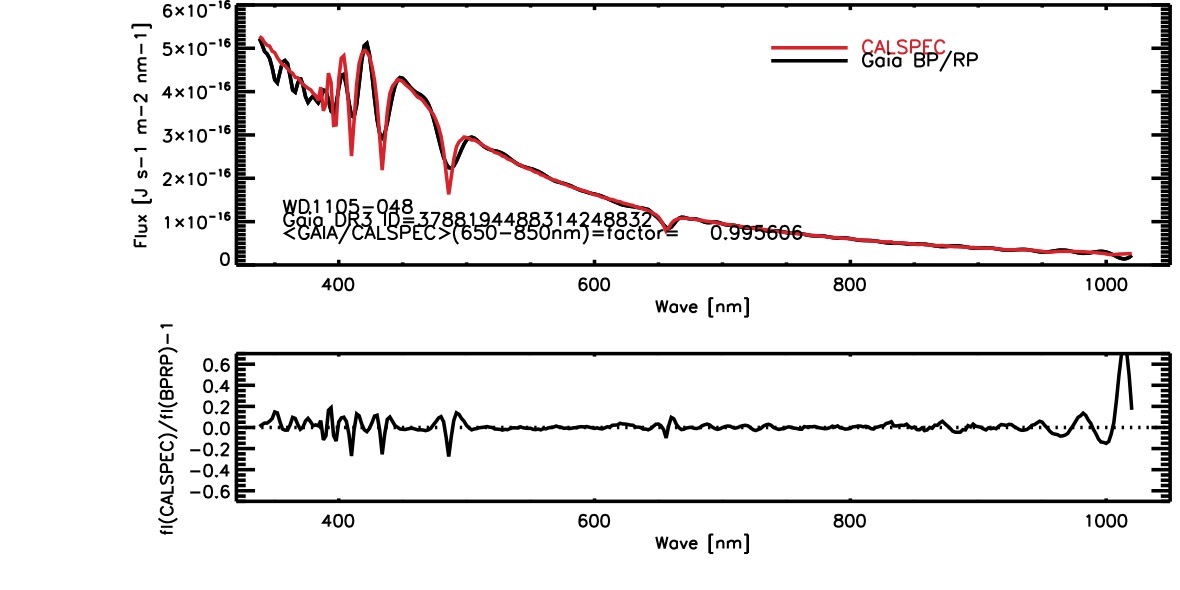 6×10−16
5×10−16
4×10−16
3×10−16
2×10−16
1×10−16
0
Flux [J s−1 m−2 nm−1]
CALSPEC
Gaia BP/RP
WD1105−048
Gaia DR3 ID=3788194488314248832
<GAIA/CALSPEC>(650−850nm)=factor= 0.995606
400 600 800 1000
Wave [nm]
fl(CALSPEC)/fl(BPRP)−1
0.6
0.4
0.2
0.0
−0.2
−0.4
−0.6
400 600 800 1000
Wave [nm]